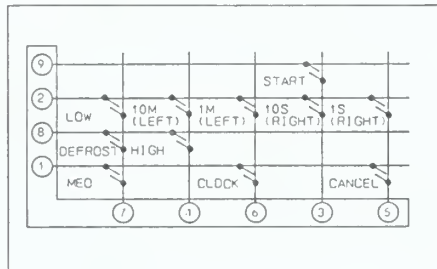 9
START
2
LOW 10M (LEFT) 1M (LEFT) 10S (RIGHT) 1S (RIGHT)
8
DEFROST HIGH
1
MED CLOCK CANCEL
7 4 6 3 5